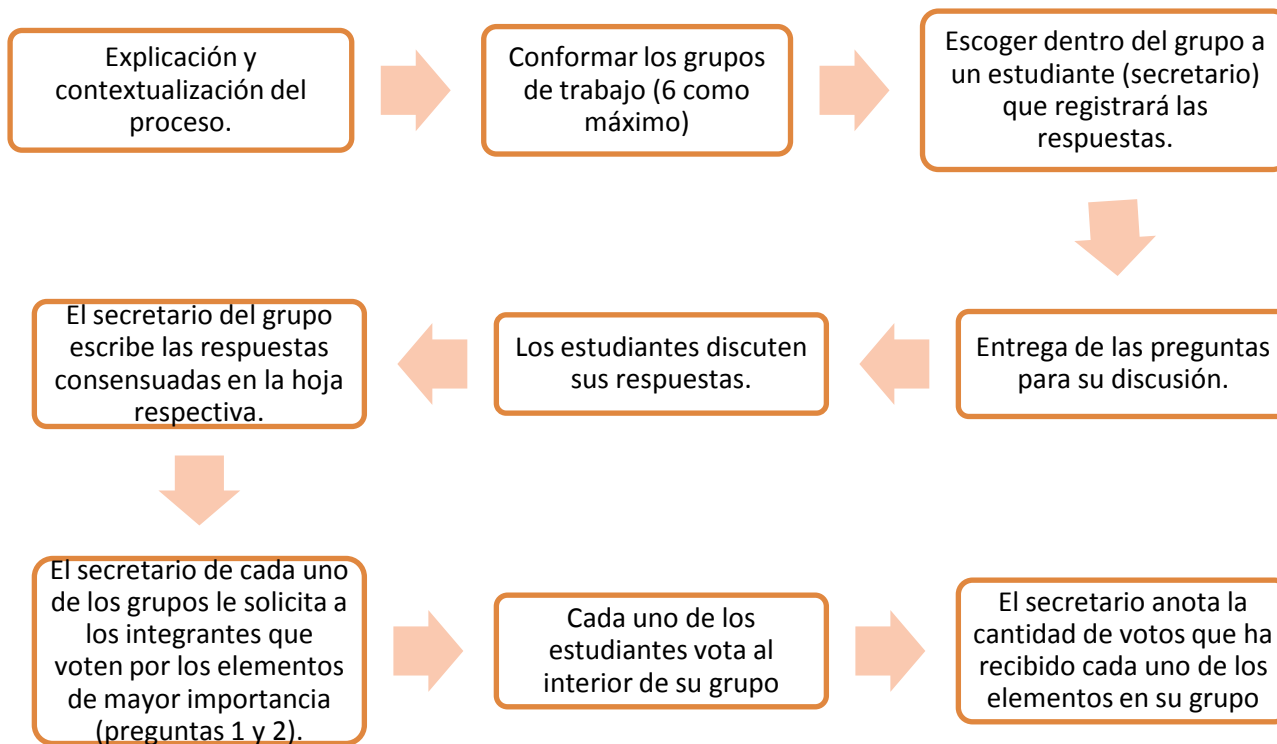 Explicación y
contextualización del
proceso.
Conformar los grupos
de trabajo (6 como
máximo)
Escoger dentro del grupo a
un estudiante (secretario)
que registrará las
respuestas.
Entrega de las preguntas
para su discusión.
Los estudiantes discuten
sus respuestas.
El secretario del grupo
escribe las respuestas
consensuadas en la hoja
respectiva.
El secretario de cada uno
de los grupos le solicita a
los integrantes que
voten por los elementos
de mayor importancia
(preguntas 1 y 2).
Cada uno de los
estudiantes vota al
interior de su grupo
El secretario anota la
cantidad de votos que ha
recibido cada uno de los
elementos en su grupo